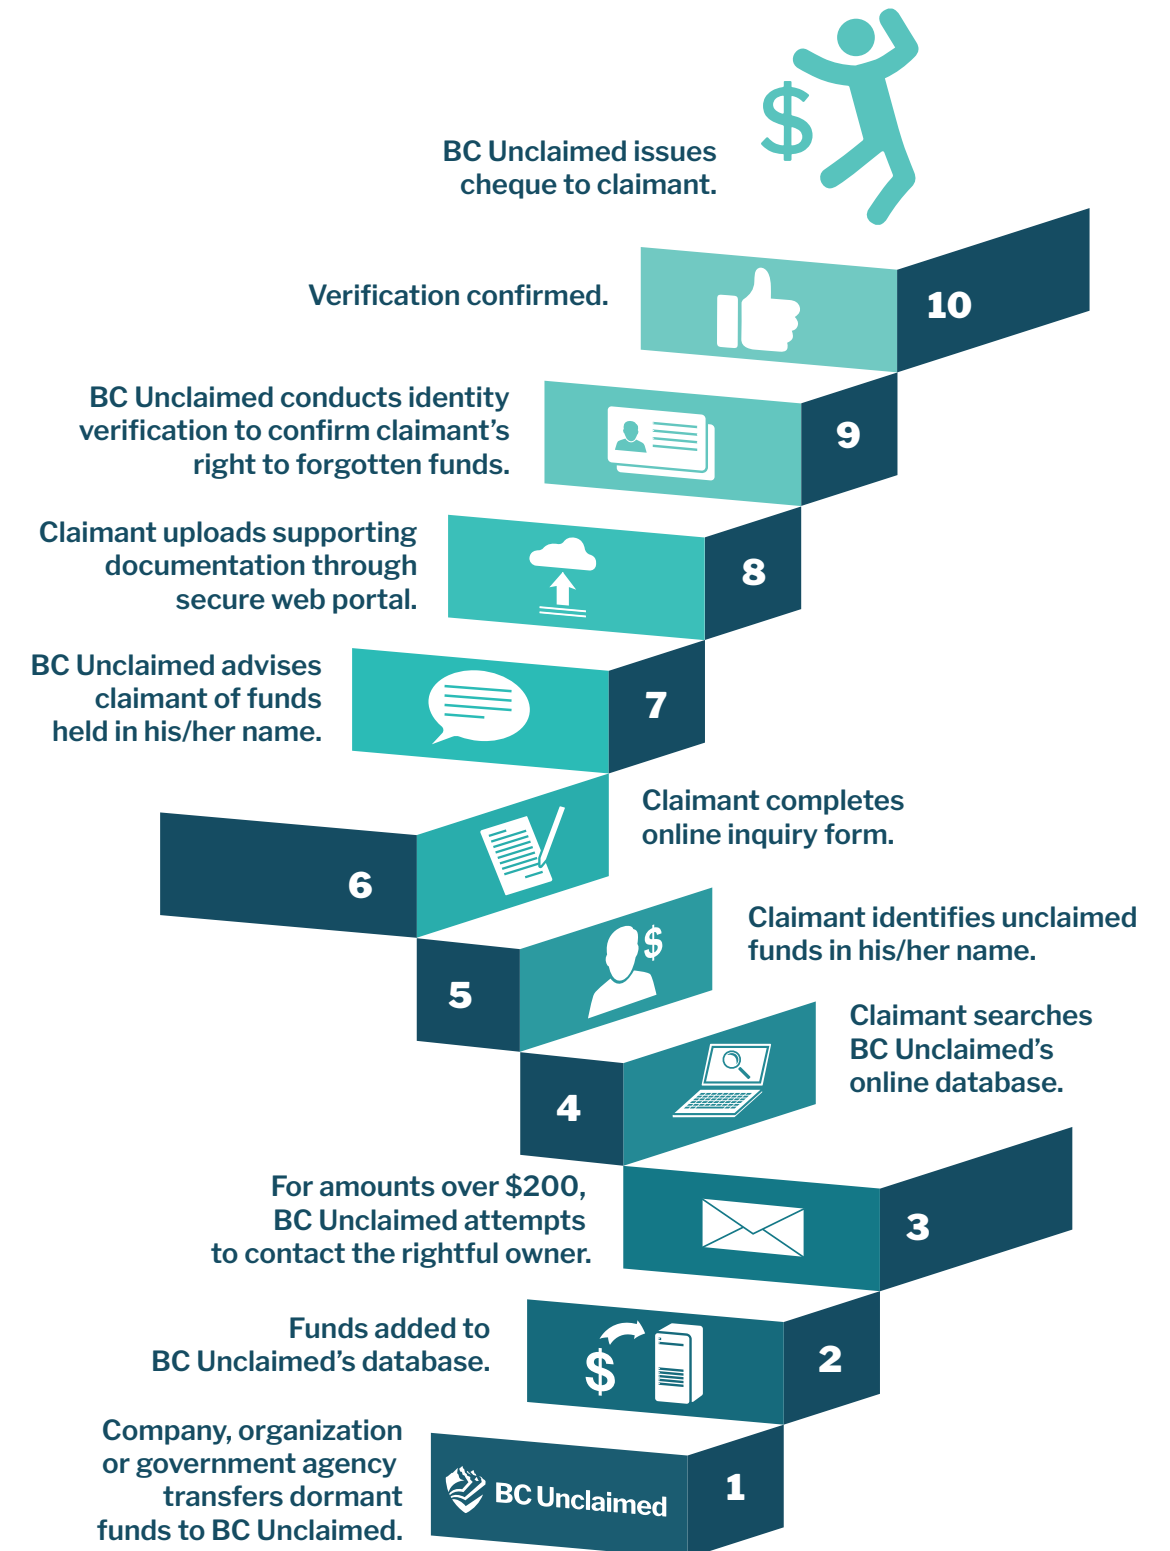 $
BC Unclaimed issues
cheque to claimant.
Verification confirmed.
10
BC Unclaimed conducts identity
verification to confirm claimant’s
right to forgotten funds.
9
Claimant uploads supporting
documentation through
secure web portal.
8
BC Unclaimed advises
claimant of funds
held in his/her name.
7
Claimant completes
online inquiry form.
6
Claimant identifies unclaimed
funds in his/her name.
$
5
Claimant searches
BC Unclaimed’s
online database.
4
For amounts over $200,
BC Unclaimed attempts
to contact the rightful owner.
3
Funds added to
BC Unclaimed’s database.
$
2
Company, organization
or government agency
transfers dormant
funds to BC Unclaimed.
BC Unclaimed
1